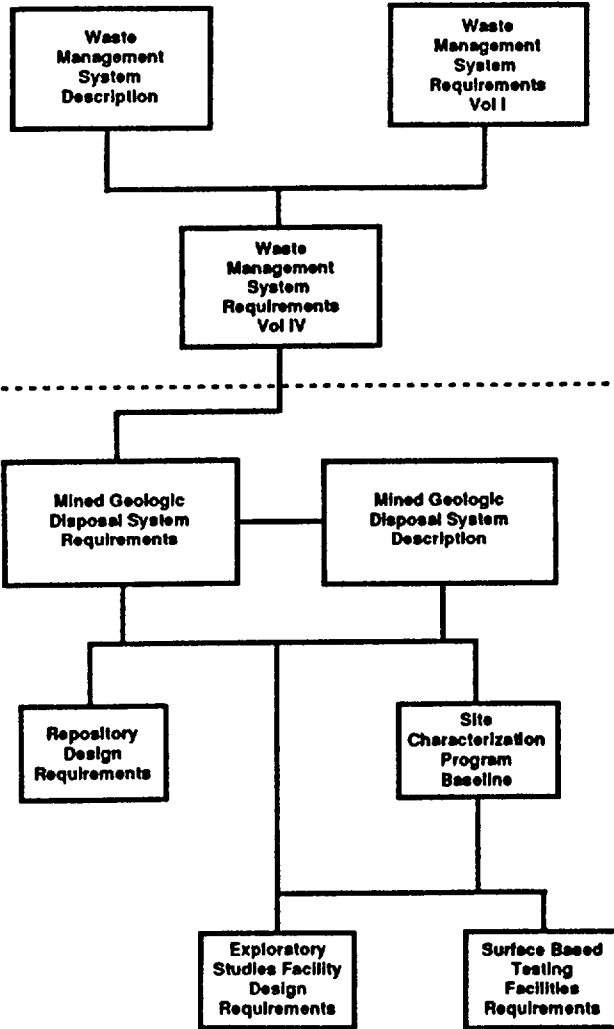 Waste
Management
System
Description
Waste
Management
System
Requirements
Vol I
Waste
Management
System
Requirements
Vol IV
Mined Geologic
Disposal System
Requirements
Mined Geologic
Disposal System
Description
Repository
Design
Requirements
Site
Characterization
Program
Baseline
Exploratory
Studies Facility
Design
Requirements
Surface Based
Testing
Facilities
Requirements